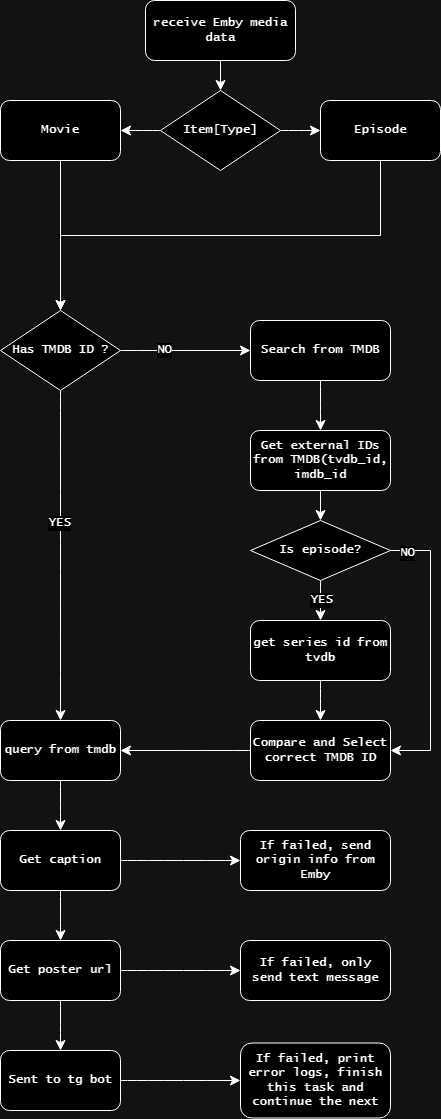 receive Emby media
data
Movie
Item[Type]
Episode
Has TMDB ID ?
NO
Search from TMDB
Get external IDs
from TMDB(tvdb_id,
imdb_id
YES
Is episode?
NO
YES
get series id from
tvdb
query from tmdb
Compare and Select
correct TMDB ID
Get caption
If failed, send
origin info from
Emby
Get poster url
If failed, only
send text message
Sent to tg bot
If failed, print
error logs, finish
this task and
continue the next